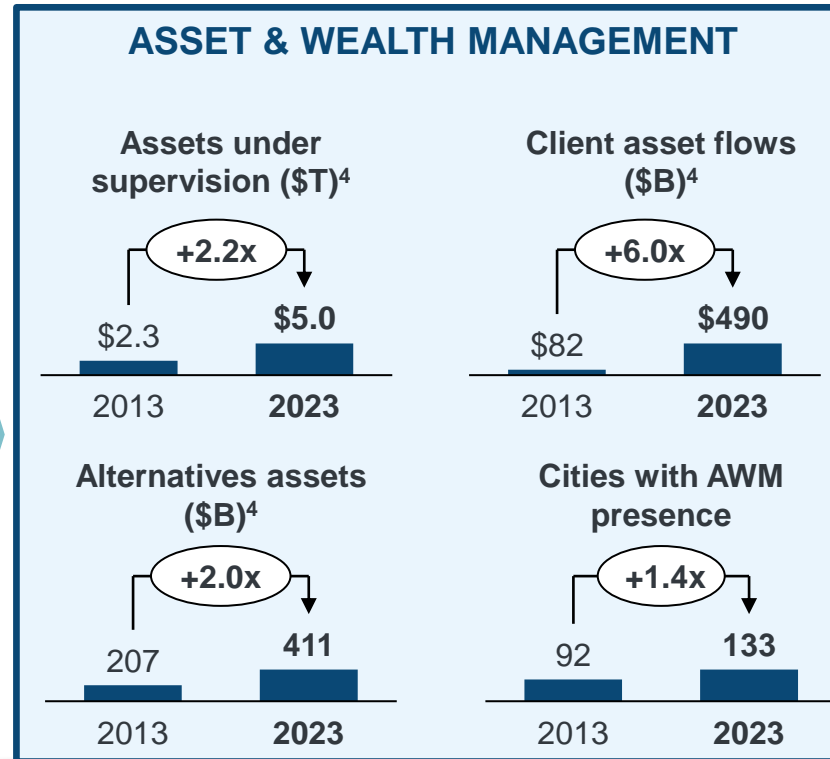 ASSET & WEALTH MANAGEMENT
Assets under
supervision ($T)⁴
+2.2x
$2.3
$5.0
2013
2023
Client asset flows
($B)⁴
+6.0x
$82
$490
2013
2023
Alternatives assets
($B)⁴
+2.0x
207
411
2013
2023
Cities with AWM
presence
+1.4x
92
133
2013
2023